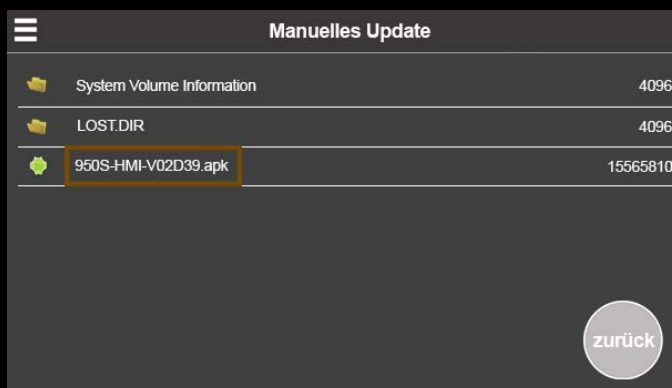 Manuelles Update
System Volume Information 4096
LOST.DIR 4096
950S-HMI-V02D39.apk 15565810
zurück